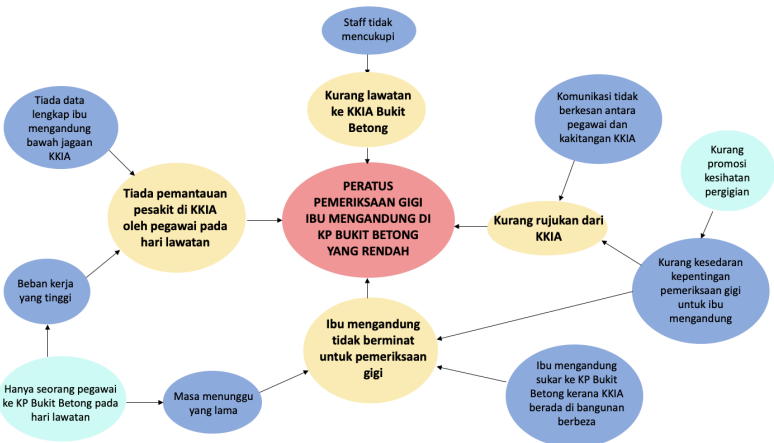 Staff tidak
mencukupi
Kurang lawatan
ke KKIA Bukit
Betong
Tiada data
lengkap ibu
mengandung
bawah jagaan
KKIA
Komunikasi tidak
berkesan antara
pegawai dan
kakitangan KKIA
Kurang
promosi
kesihatan
pergigian
Tiada pemantauan
pesakit di KKIA
oleh pegawai pada
hari lawatan
PERATUS
PEMERIKSAAN GIGI
IBU MENGANDUNG DI
KP BUKIT BETONG
YANG RENDAH
Kurang rujukan dari
KKIA
Beban kerja
yang tinggi
Kurang kesedaran
kepentingan
pemeriksaan gigi
untuk ibu
mengandung
Ibu mengandung
tidak berminat
untuk pemeriksaan
gigi
Hanya seorang pegawai
ke KP Bukit Betong pada
hari lawatan
Masa menunggu
yang lama
Ibu mengandung
sukar ke KP Bukit
Betong kerana KKIA
berada di bangunan
berbeza